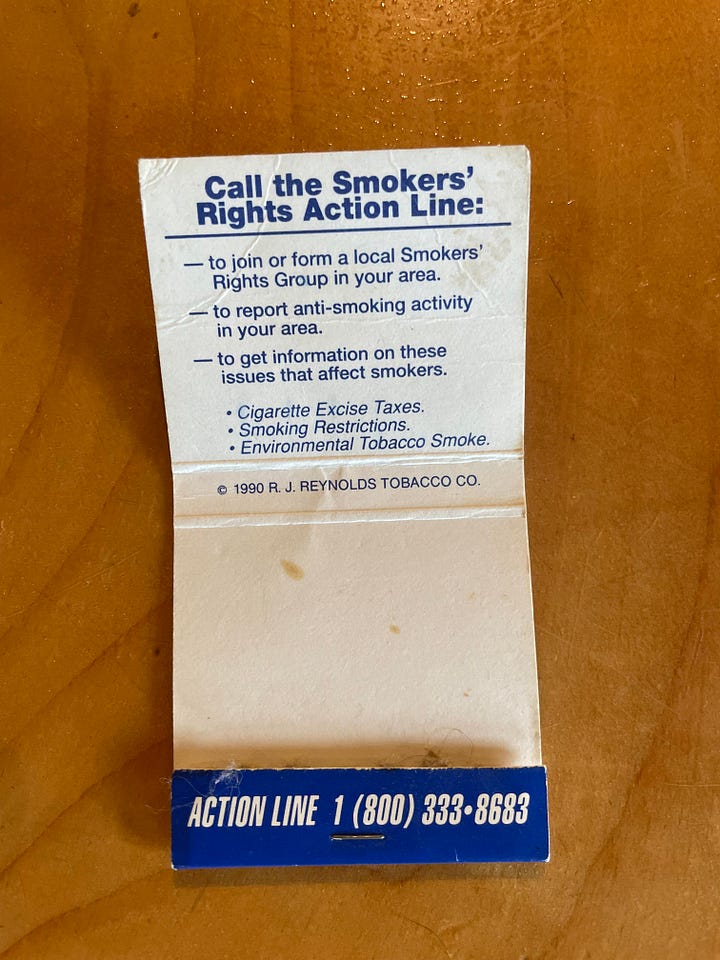 Call the Smokers'
Rights Action Line:
— to join or form a local Smokers'
Rights Group in your area.
— to report anti-smoking activity
in your area.
— to get information on these
issues that affect smokers.
• Cigarette Excise Taxes.
• Smoking Restrictions.
• Environmental Tobacco Smoke.
© 1990 R. J. REYNOLDS TOBACCO CO.
ACTION LINE 1 (800) 333•8683